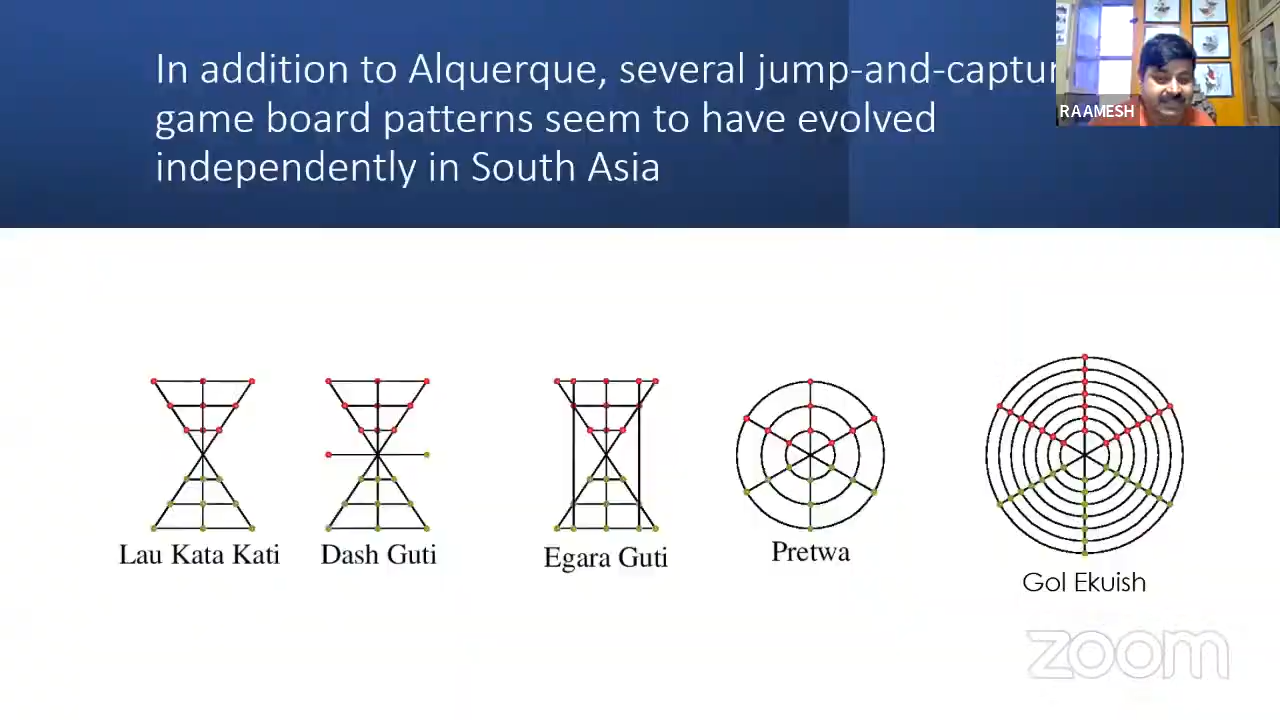 In addition to Alquerque, several jump-and-captur
game board patterns seem to have evolved
independently in South Asia
RAAMESH
Lau Kata Kati
Dash Guti
Egara Guti
Pretwa
Gol Ekuish
zoom